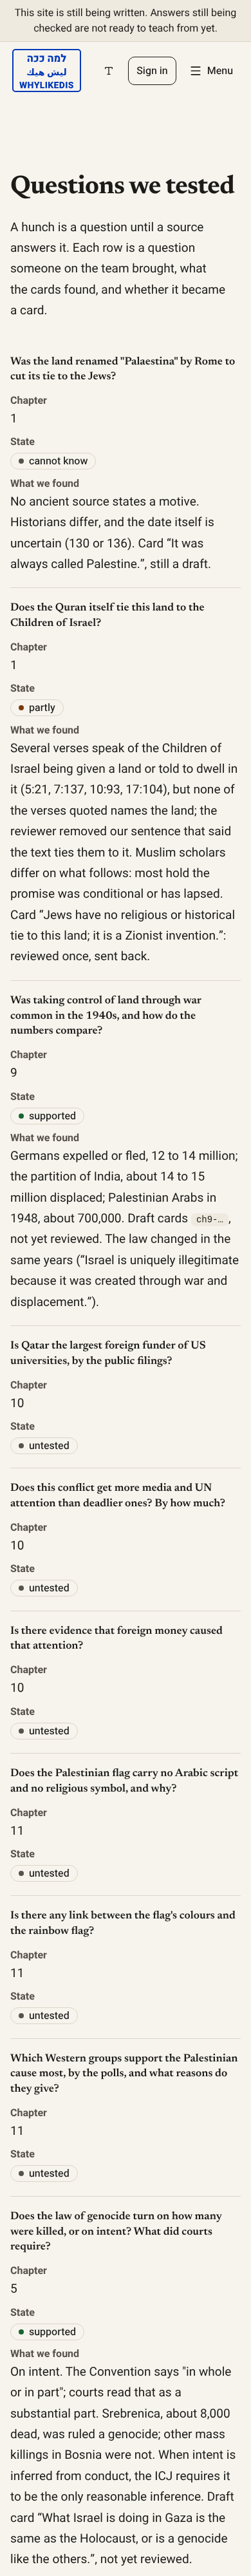 This site is still being written. Answers still being
checked are not ready to teach from yet.
למה ככה
ليش هيك
WHYLIKEDIS
T
Sign in
Menu
Questions we tested
A hunch is a question until a source
answers it. Each row is a question
someone on the team brought, what
the cards found, and whether it became
a card.
Was the land renamed "Palaestina" by Rome to
cut its tie to the Jews?
Chapter
1
State
cannot know
What we found
No ancient source states a motive.
Historians differ, and the date itself is
uncertain (130 or 136). Card “It was
always called Palestine.”, still a draft.
Does the Quran itself tie this land to the
Children of Israel?
Chapter
1
State
partly
What we found
Several verses speak of the Children of
Israel being given a land or told to dwell in
it (5:21, 7:137, 10:93, 17:104), but none of
the verses quoted names the land; the
reviewer removed our sentence that said
the text ties them to it. Muslim scholars
differ on what follows: most hold the
promise was conditional or has lapsed.
Card “Jews have no religious or historical
tie to this land; it is a Zionist invention.”:
reviewed once, sent back.
Was taking control of land through war
common in the 1940s, and how do the
numbers compare?
Chapter
9
State
supported
What we found
Germans expelled or fled, 12 to 14 million;
the partition of India, about 14 to 15
million displaced; Palestinian Arabs in
1948, about 700,000. Draft cards ch9-… ,
not yet reviewed. The law changed in the
same years (“Israel is uniquely illegitimate
because it was created through war and
displacement.”).
Is Qatar the largest foreign funder of US
universities, by the public filings?
Chapter
10
State
untested
Does this conflict get more media and UN
attention than deadlier ones? By how much?
Chapter
10
State
untested
Is there evidence that foreign money caused
that attention?
Chapter
10
State
untested
Does the Palestinian flag carry no Arabic script
and no religious symbol, and why?
Chapter
11
State
untested
Is there any link between the flag's colours and
the rainbow flag?
Chapter
11
State
untested
Which Western groups support the Palestinian
cause most, by the polls, and what reasons do
they give?
Chapter
11
State
untested
Does the law of genocide turn on how many
were killed, or on intent? What did courts
require?
Chapter
5
State
supported
What we found
On intent. The Convention says "in whole
or in part"; courts read that as a
substantial part. Srebrenica, about 8,000
dead, was ruled a genocide; other mass
killings in Bosnia were not. When intent is
inferred from conduct, the ICJ requires it
to be the only reasonable inference. Draft
card “What Israel is doing in Gaza is the
same as the Holocaust, or is a genocide
like the others.”, not yet reviewed.